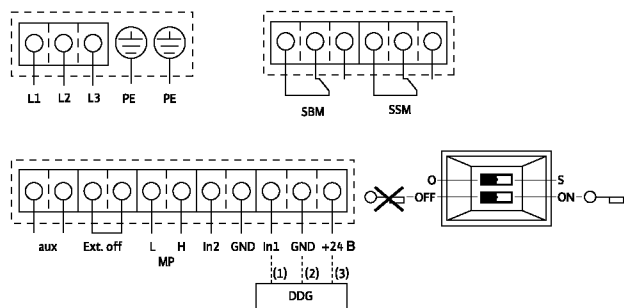 L1 L2 L3 PE PE
SBM SSM
O S
OFF ON
aux Ext. off L H In2 GND In1 GND +24 В
MP
(1) (2) (3)
DDG